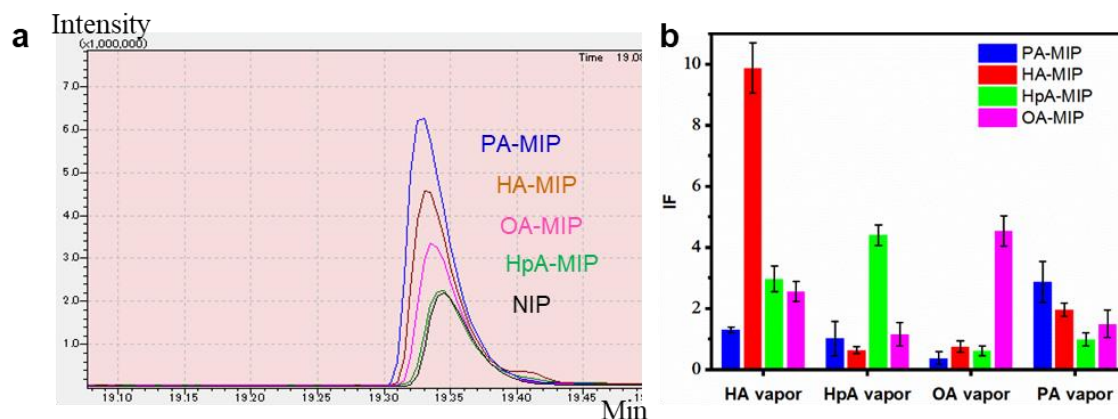 a
Intensity
(x1,000,000)
Time 19.08
7.0
6.0
5.0
4.0
3.0
2.0
1.0
PA-MIP
HA-MIP
OA-MIP
HpA-MIP
NIP
19.10 19.15 19.20 19.25 19.30 19.35 19.40 19.45
Min
b
IF
10
8
6
4
2
0
PA-MIP
HA-MIP
HpA-MIP
OA-MIP
HA vapor HpA vapor OA vapor PA vapor